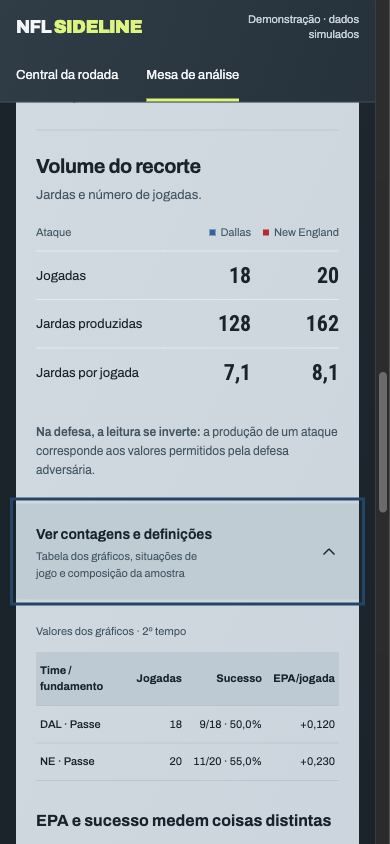 NFL SIDELINE
Demonstração · dados
simulados
Central da rodada
Mesa de análise
Volume do recorte
Jardas e número de jogadas.
Ataque Dallas New England
Jogadas 18 20
Jardas produzidas 128 162
Jardas por jogada 7,1 8,1
Na defesa, a leitura se inverte: a produção de um ataque
corresponde aos valores permitidos pela defesa
adversária.
Ver contagens e definições
Tabela dos gráficos, situações de
jogo e composição da amostra
Valores dos gráficos · 2º tempo
Time /
fundamento Jogadas Sucesso EPA/jogada
DAL · Passe 18 9/18 · 50,0% +0,120
NE · Passe 20 11/20 · 55,0% +0,230
EPA e sucesso medem coisas distintas